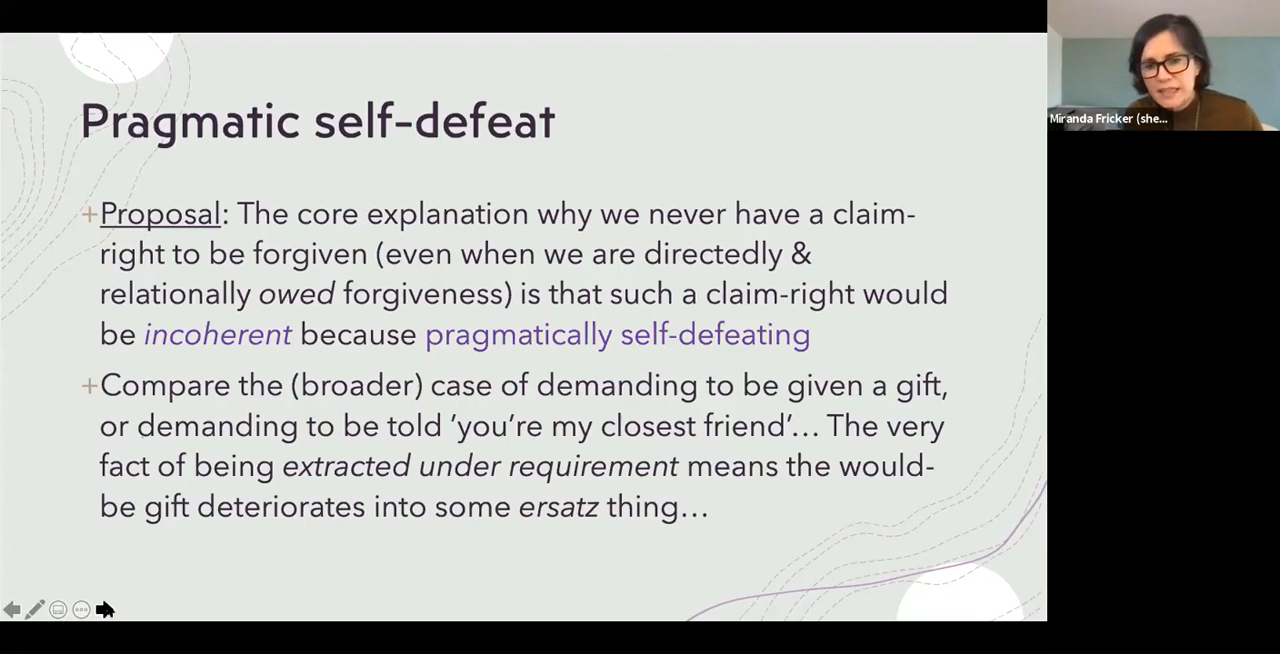 Pragmatic self-defeat
+Proposal: The core explanation why we never have a claim-
right to be forgiven (even when we are directedly &
relationally owed forgiveness) is that such a claim-right would
be incoherent because pragmatically self-defeating
+Compare the (broader) case of demanding to be given a gift,
or demanding to be told ‘you’re my closest friend’… The very
fact of being extracted under requirement means the would-
be gift deteriorates into some ersatz thing…
Miranda Fricker (she...